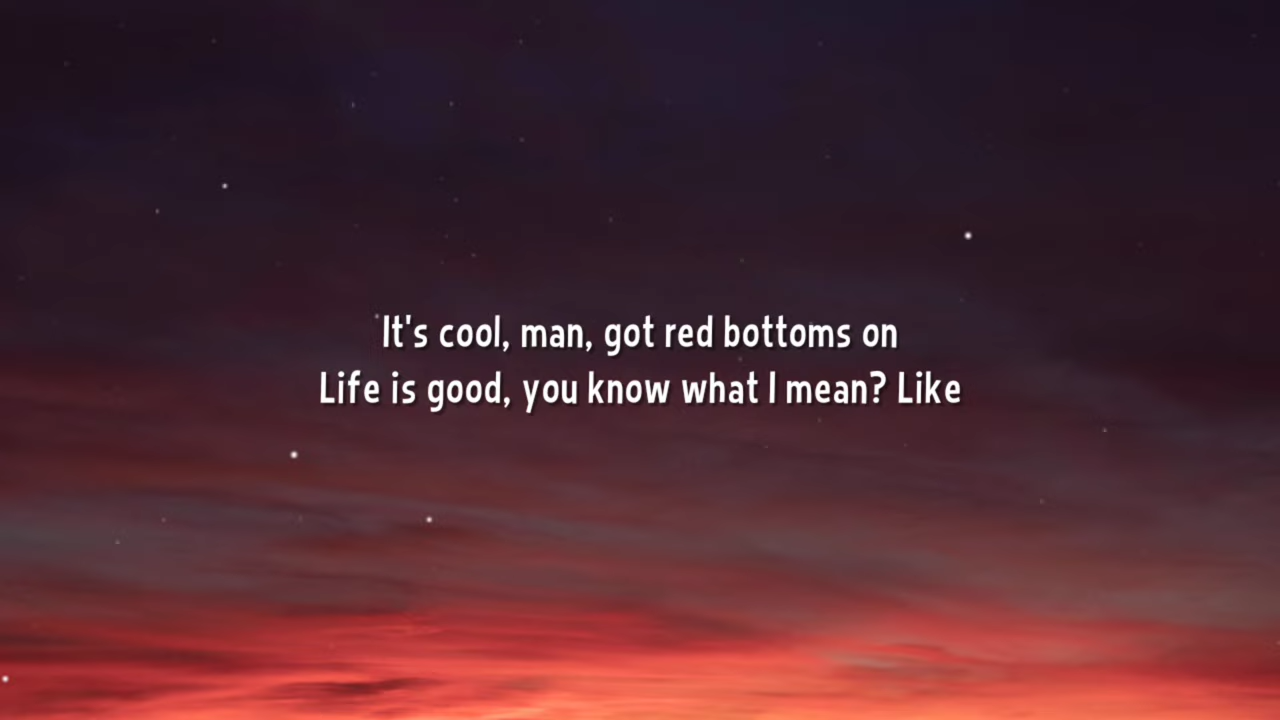 It's cool, man, got red bottoms on
Life is good, you know what I mean? Like